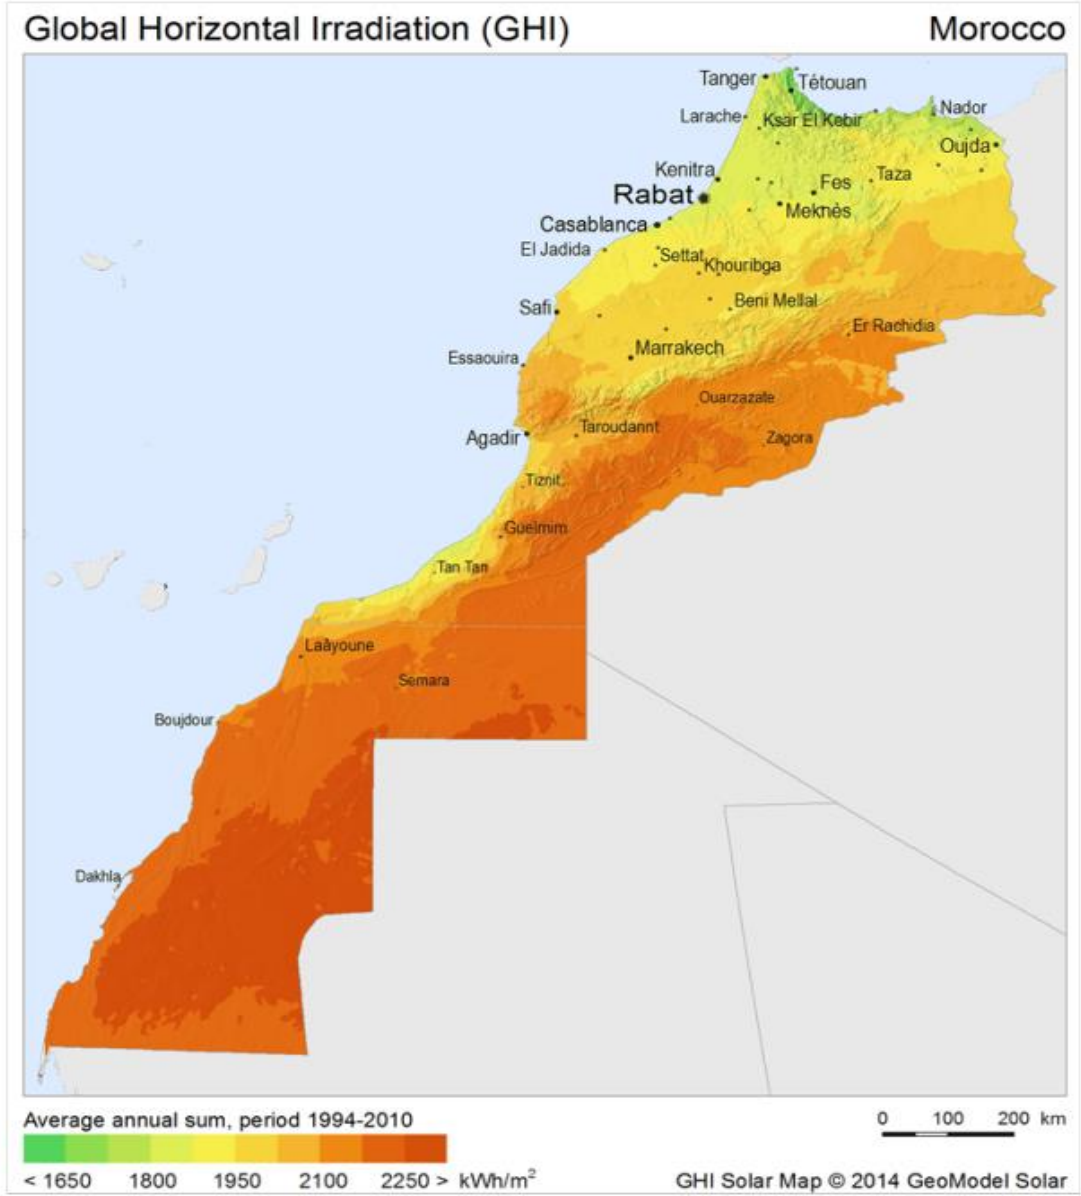 Global Horizontal Irradiation (GHI) Morocco
Tanger
Tétouan
Larache
Ksar El Kebir
Nador
Oujda
Kenitra
Fes
Taza
Rabat
Meknès
Casablanca
El Jadida
Settat
Khouribga
Safi
Beni Mellal
Er Rachidia
Essaouira
Marrakech
Ouarzazate
Agadir
Taroudannt
Zagora
Tiznit
Guelmim
Tan Tan
Laâyoune
Semara
Boujdour
Dakhla
Average annual sum, period 1994-2010
0 100 200 km
< 1650 1800 1950 2100 2250 > kWh/m²
GHI Solar Map © 2014 GeoModel Solar